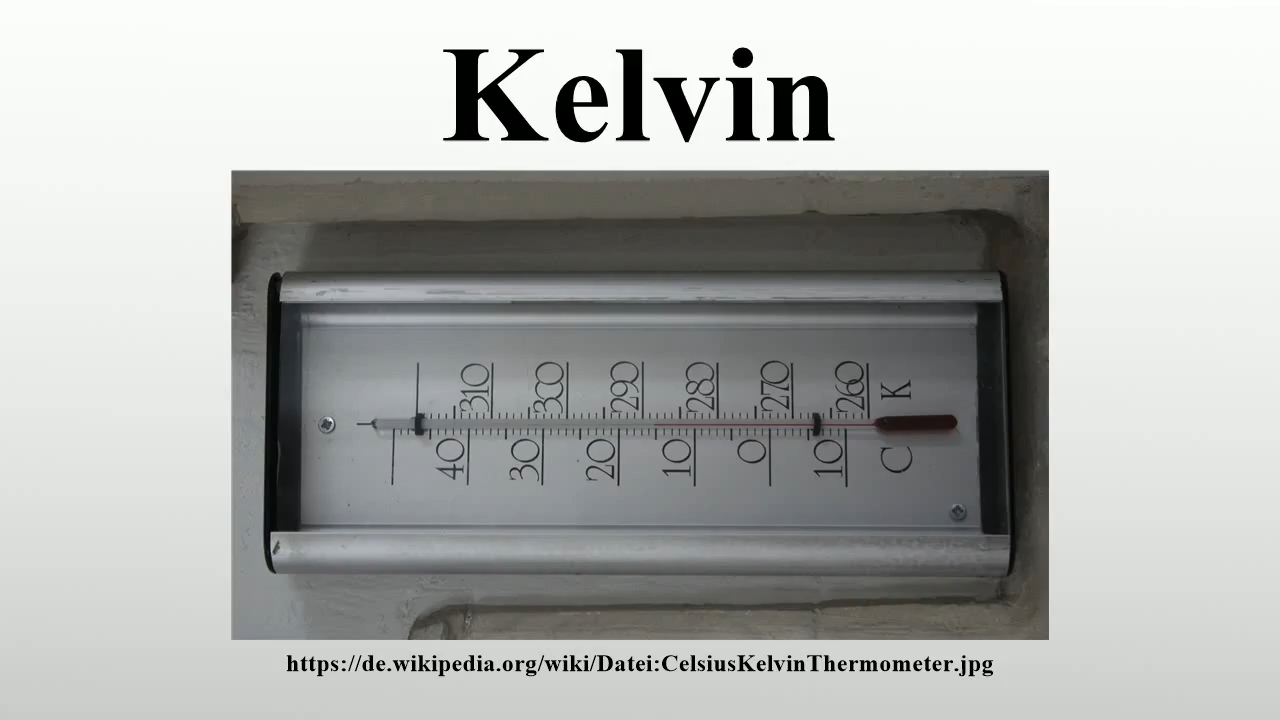 Kelvin
310 300 290 280 270 260 K
40 30 20 10 0 10 C
https://de.wikipedia.org/wiki/Datei:CelsiusKelvinThermometer.jpg